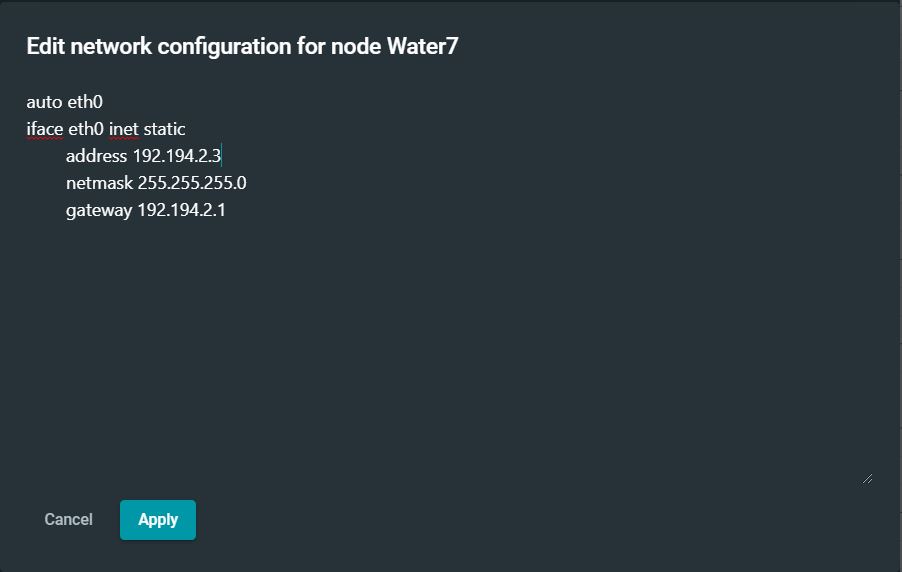 Edit network configuration for node Water7
auto eth0
iface eth0 inet static
address 192.194.2.3
netmask 255.255.255.0
gateway 192.194.2.1
Cancel
Apply